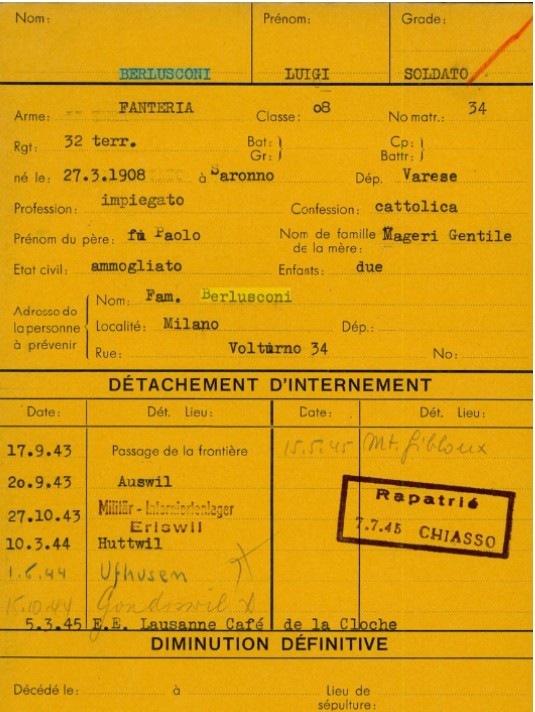 Nom: Prénom: Grade:
BERLUSCONI LUIGI SOLDATO
Arme: FANTERIA Classe: o8 No matr.: 34
Rgt: 32 terr. Bat: Gr: } Cp: Battr: }
né le: 27.3.1908 à Saronno Dép. Varese
Profession: impiegato Confession: cattolica
Prénom du père: fù Paolo Nom de famille de la mère: Mageri Gentile
Etat civil: ammogliato Enfants: due
Adresse de la personne à prévenir
Nom: Fam. Berlusconi
Localité: Milano Dép.:
Rue: Volturno 34 No:
DÉTACHEMENT D'INTERNEMENT
Date: Dét. Lieu: Date: Dét. Lieu:
17.9.43 Passage de la frontière 15.5.45 Mt. Gibloux
2o.9.43 Auswil
27.10.43 Militär - Interniertenlager
Eriswil
10.3.44 Huttwil
1.6.44 Ufhusen
15.10.44 Gondiswil
5.3.45 E.E. Lausanne Café de la Cloche
Rapatrié
7.7.45 CHIASSO
DIMINUTION DÉFINITIVE
Décédé le: à Lieu de sépulture: